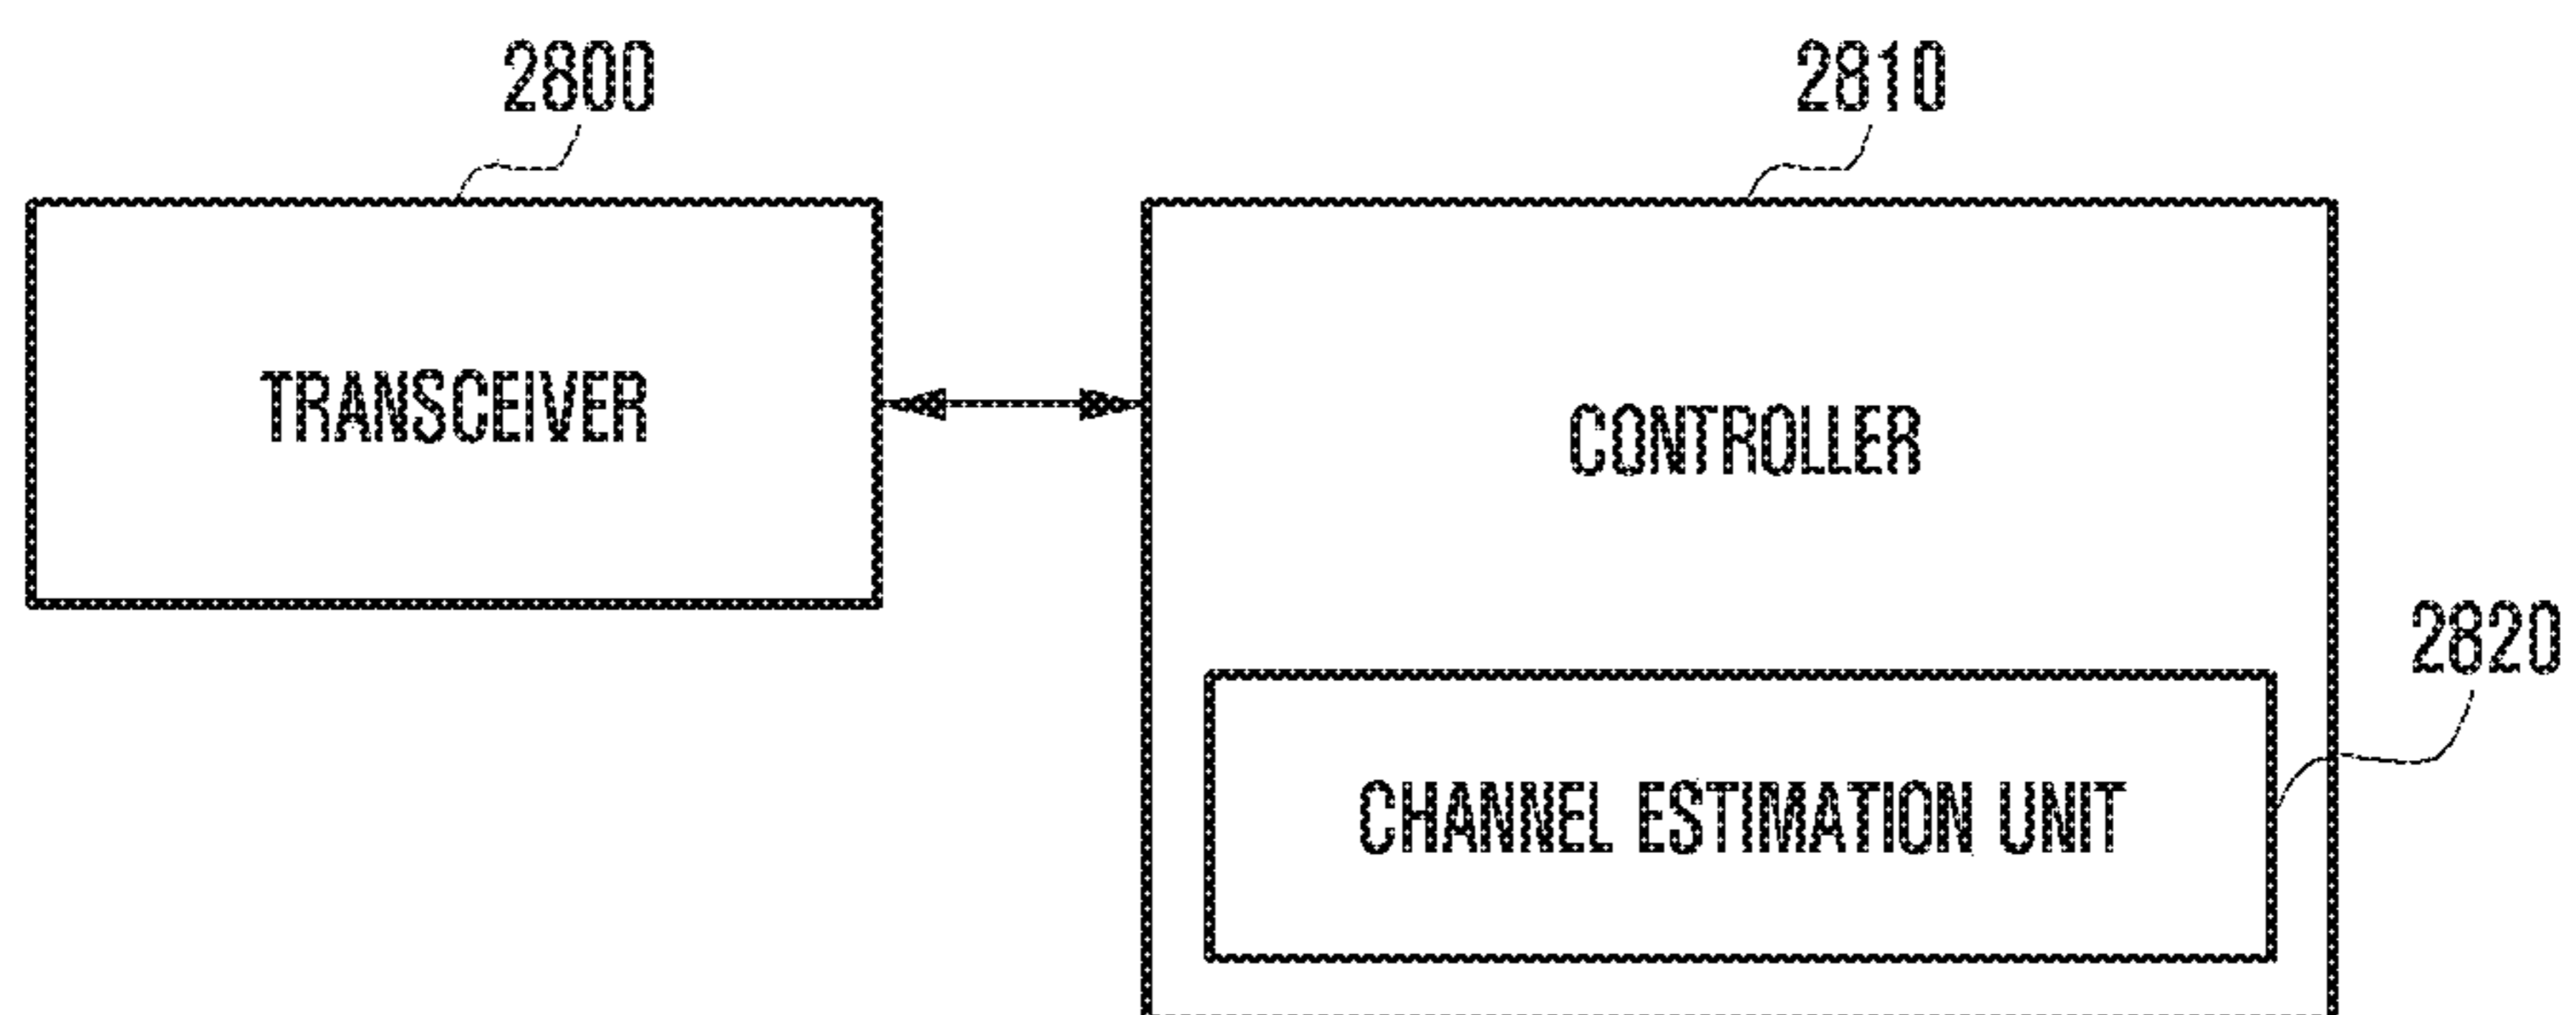 2800
2810
TRANSCEIVER
CONTROLLER
2820
CHANNEL ESTIMATION UNIT